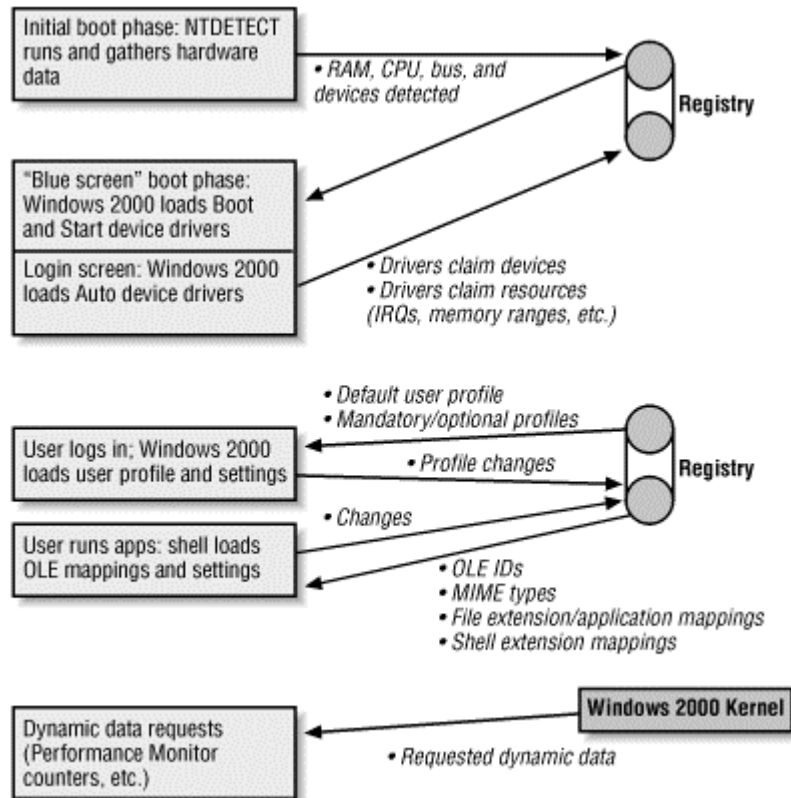 Initial boot phase: NTDETECT
runs and gathers hardware
data
• RAM, CPU, bus, and
devices detected
Registry
“Blue screen” boot phase:
Windows 2000 loads Boot
and Start device drivers
Login screen: Windows 2000
loads Auto device drivers
• Drivers claim devices
• Drivers claim resources
(IRQs, memory ranges, etc.)
• Default user profile
• Mandatory/optional profiles
User logs in; Windows 2000
loads user profile and settings
• Profile changes
Registry
• Changes
User runs apps: shell loads
OLE mappings and settings
• OLE IDs
• MIME types
• File extension/application mappings
• Shell extension mappings
Windows 2000 Kernel
Dynamic data requests
(Performance Monitor
counters, etc.)
• Requested dynamic data